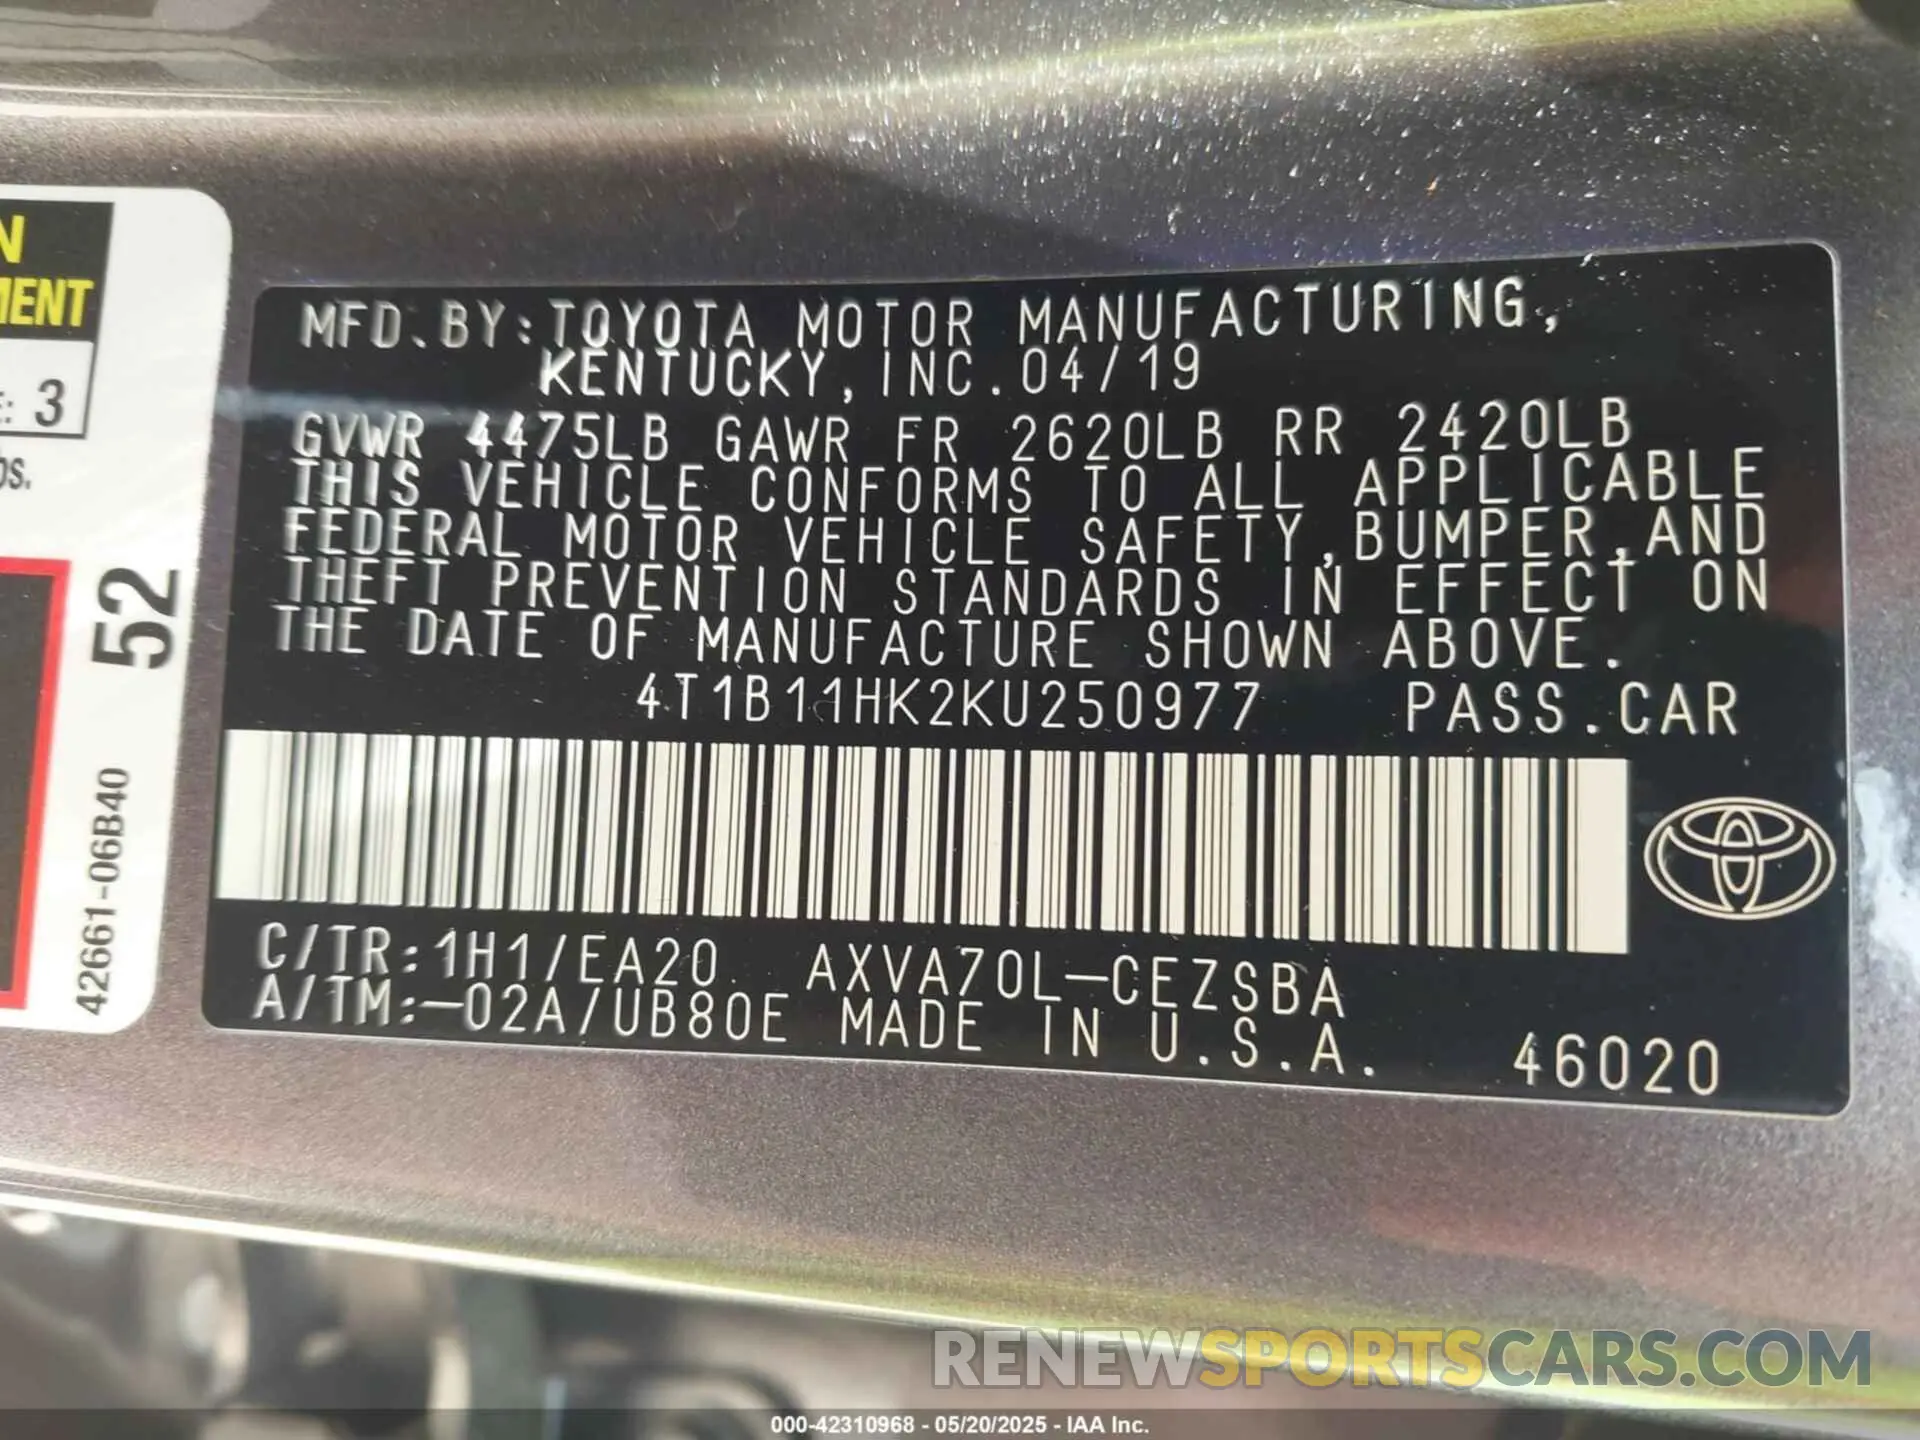 N
MENT
E: 3
bs.
52
42661-06B40
MFD.BY:TOYOTA MOTOR MANUFACTURING,
KENTUCKY,INC.04/19
GVWR 4475LB GAWR FR 2620LB RR 2420LB
THIS VEHICLE CONFORMS TO ALL APPLICABLE
FEDERAL MOTOR VEHICLE SAFETY,BUMPER,AND
THEFT PREVENTION STANDARDS IN EFFECT ON
THE DATE OF MANUFACTURE SHOWN ABOVE.
4T1B11HK2KU250977 PASS.CAR
C/TR:1H1/EA20 AXVA70L-CEZSBA
A/TM:-02A/UB80E MADE IN U.S.A. 46020
RENEWSPORTSCARS.COM
000-42310968 - 05/20/2025 - IAA Inc.